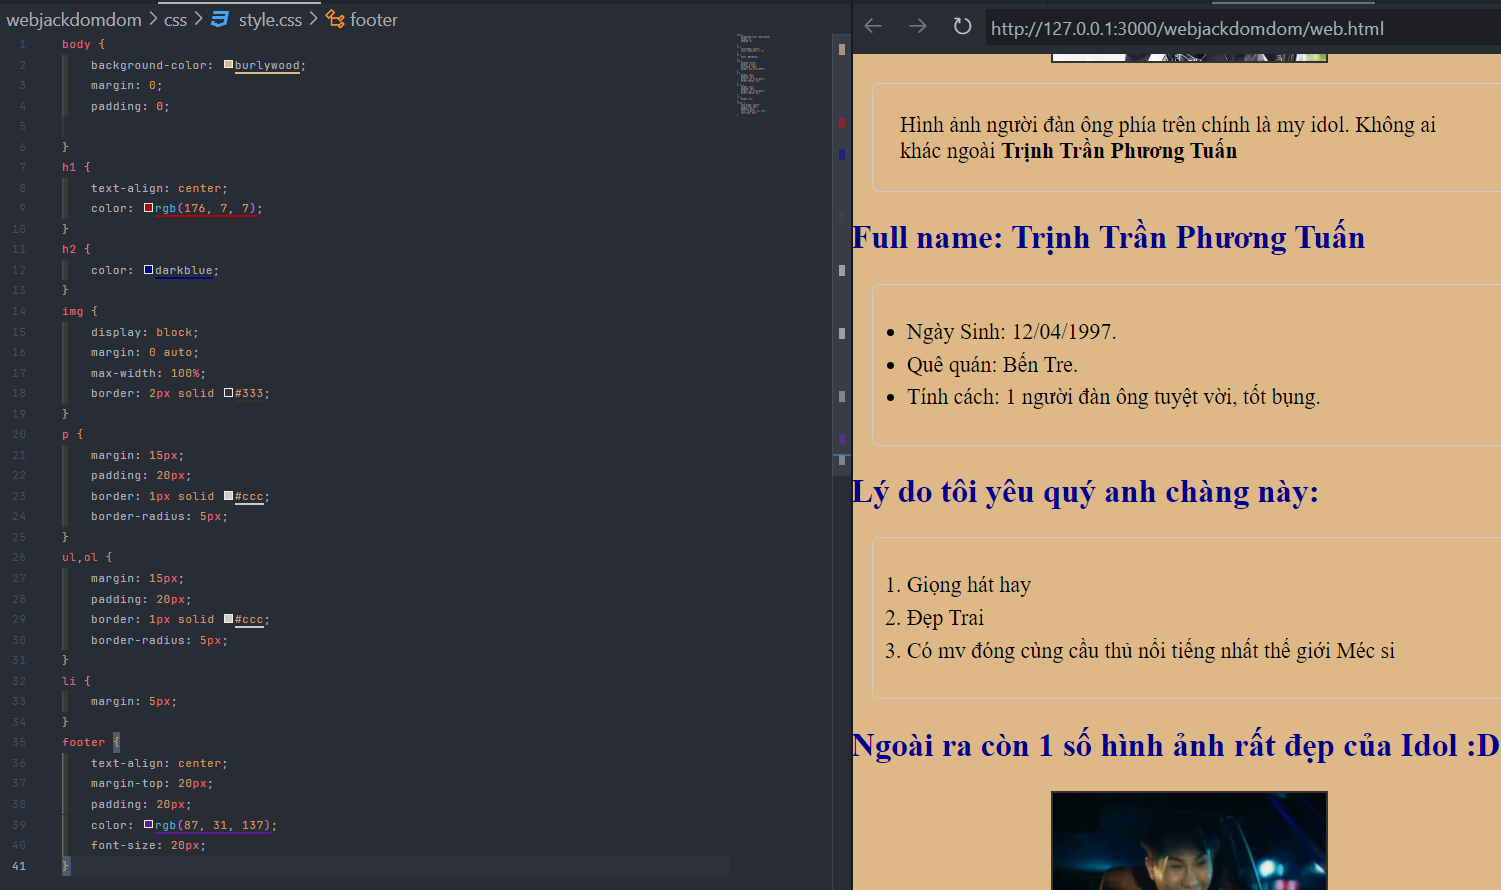 webjackdomdom > css > style.css > footer
1 body {
2 background-color: burlywood;
3 margin: 0;
4 padding: 0;
5
6 }
7 h1 {
8 text-align: center;
9 color: rgb(176, 7, 7);
10 }
11 h2 {
12 color: darkblue;
13 }
14 img {
15 display: block;
16 margin: 0 auto;
17 max-width: 100%;
18 border: 2px solid #333;
19 }
20 p {
21 margin: 15px;
22 padding: 20px;
23 border: 1px solid #ccc;
24 border-radius: 5px;
25 }
26 ul,ol {
27 margin: 15px;
28 padding: 20px;
29 border: 1px solid #ccc;
30 border-radius: 5px;
31 }
32 li {
33 margin: 5px;
34 }
35 footer {
36 text-align: center;
37 margin-top: 20px;
38 padding: 20px;
39 color: rgb(87, 31, 137);
40 font-size: 20px;
41 }
http://127.0.0.1:3000/webjackdomdom/web.html
Hình ảnh người đàn ông phía trên chính là my idol. Không ai
khác ngoài Trịnh Trần Phương Tuấn
Full name: Trịnh Trần Phương Tuấn
• Ngày Sinh: 12/04/1997.
• Quê quán: Bến Tre.
• Tính cách: 1 người đàn ông tuyệt vời, tốt bụng.
Lý do tôi yêu quý anh chàng này:
1. Giọng hát hay
2. Đẹp Trai
3. Có mv đóng cùng cầu thủ nổi tiếng nhất thế giới Méc si
Ngoài ra còn 1 số hình ảnh rất đẹp của Idol :D